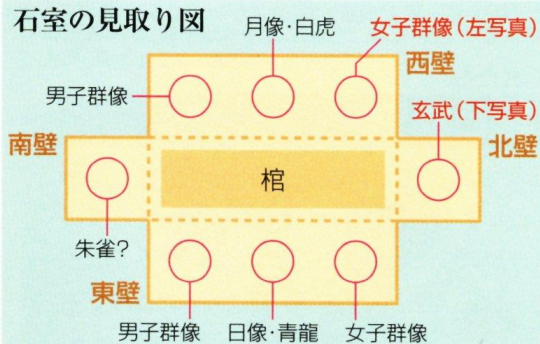 石室の見取り図
月像・白虎
女子群像(左写真)
西壁
男子群像
玄武(下写真)
南壁
北壁
棺
朱雀?
東壁
男子群像
日像・青龍
女子群像